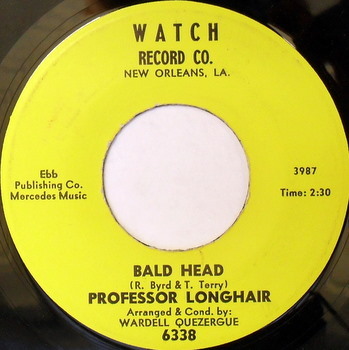 WATCH
RECORD CO.
NEW ORLEANS, LA.
Ebb
Publishing Co.
Mercedes Music
3987
Time: 2:30
BALD HEAD
(R. Byrd & T. Terry)
PROFESSOR LONGHAIR
Arranged & Cond. by:
WARDELL QUEZERGUE
6338